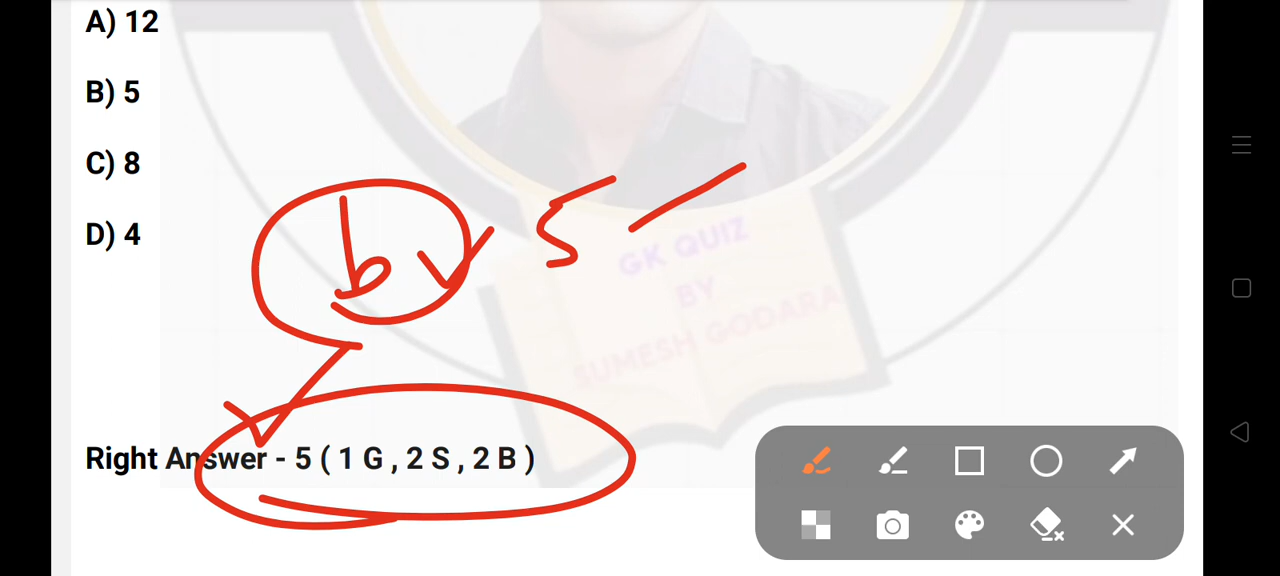 A) 12
B) 5
C) 8
D) 4
b 5
GK QUIZ
BY
SUMESH GODARA
Right Answer - 5 ( 1 G , 2 S , 2 B )